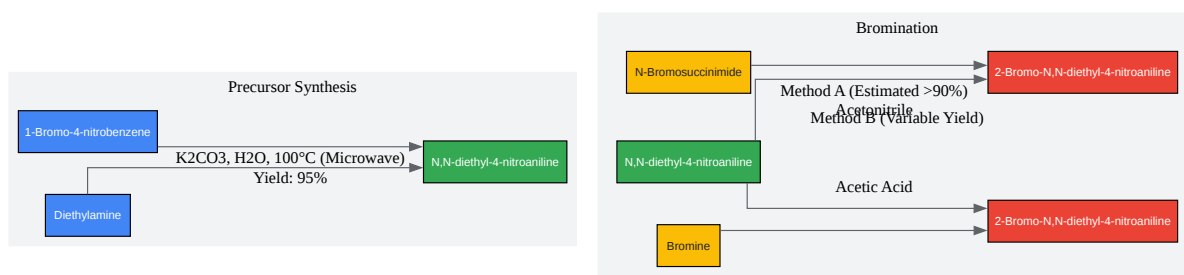 Precursor Synthesis
1-Bromo-4-nitrobenzene
K2CO3, H2O, 100°C (Microwave)
Yield: 95%
N,N-diethyl-4-nitroaniline
Diethylamine
Bromination
N-Bromosuccinimide
2-Bromo-N,N-diethyl-4-nitroaniline
Method A (Estimated >90%)
Acetonitrile
Method B (Variable Yield)
N,N-diethyl-4-nitroaniline
Acetic Acid
2-Bromo-N,N-diethyl-4-nitroaniline
Bromine